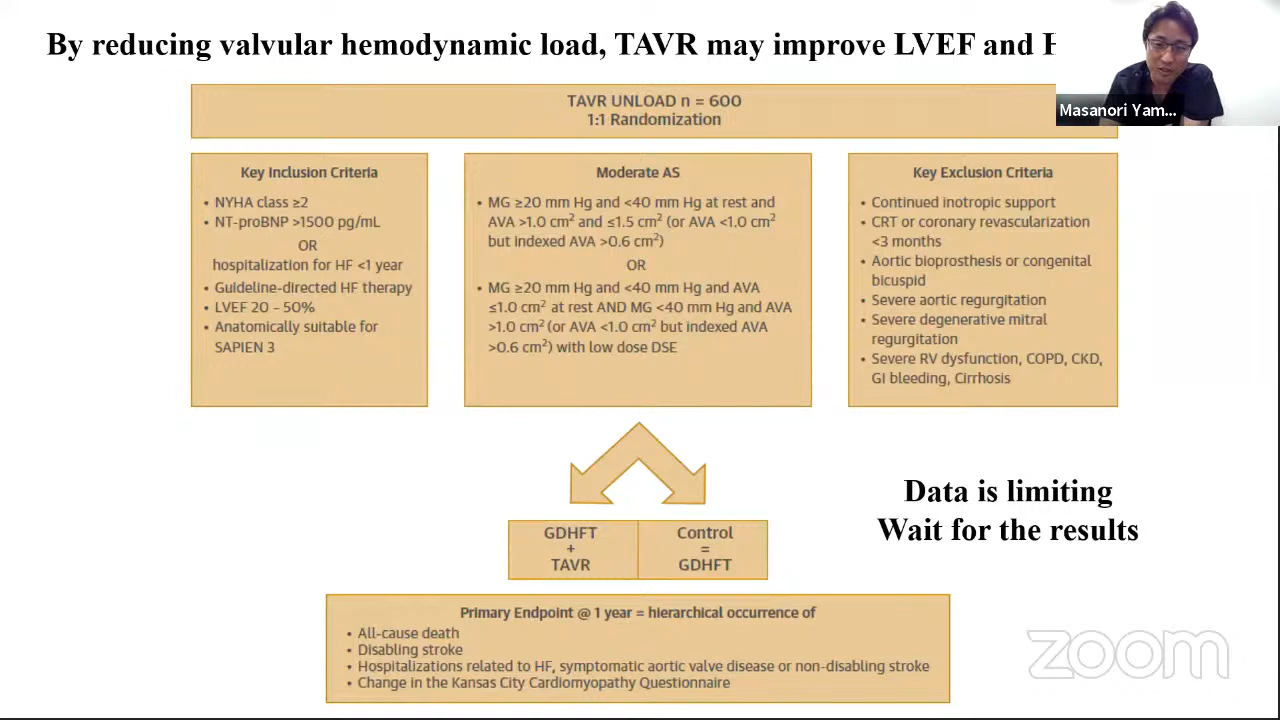 By reducing valvular hemodynamic load, TAVR may improve LVEF and
Masanori Yam...
TAVR UNLOAD n = 600
1:1 Randomization
Key Inclusion Criteria
• NYHA class ≥2
• NT-proBNP >1500 pg/mL
OR
hospitalization for HF <1 year
• Guideline-directed HF therapy
• LVEF 20 – 50%
• Anatomically suitable for
SAPIEN 3
Moderate AS
• MG ≥20 mm Hg and <40 mm Hg at rest and
AVA >1.0 cm² and ≤1.5 cm² (or AVA <1.0 cm²
but indexed AVA >0.6 cm²)
OR
• MG ≥20 mm Hg and <40 mm Hg and AVA
≤1.0 cm² at rest AND MG <40 mm Hg and AVA
>1.0 cm² (or AVA <1.0 cm² but indexed AVA
>0.6 cm²) with low dose DSE
Key Exclusion Criteria
• Continued inotropic support
• CRT or coronary revascularization
<3 months
• Aortic bioprosthesis or congenital
bicuspid
• Severe aortic regurgitation
• Severe degenerative mitral
regurgitation
• Severe RV dysfunction, COPD, CKD,
GI bleeding, Cirrhosis
Data is limiting
Wait for the results
GDHFT
+
TAVR
Control
=
GDHFT
Primary Endpoint @ 1 year = hierarchical occurrence of
• All-cause death
• Disabling stroke
• Hospitalizations related to HF, symptomatic aortic valve disease or non-disabling stroke
• Change in the Kansas City Cardiomyopathy Questionnaire
zoom